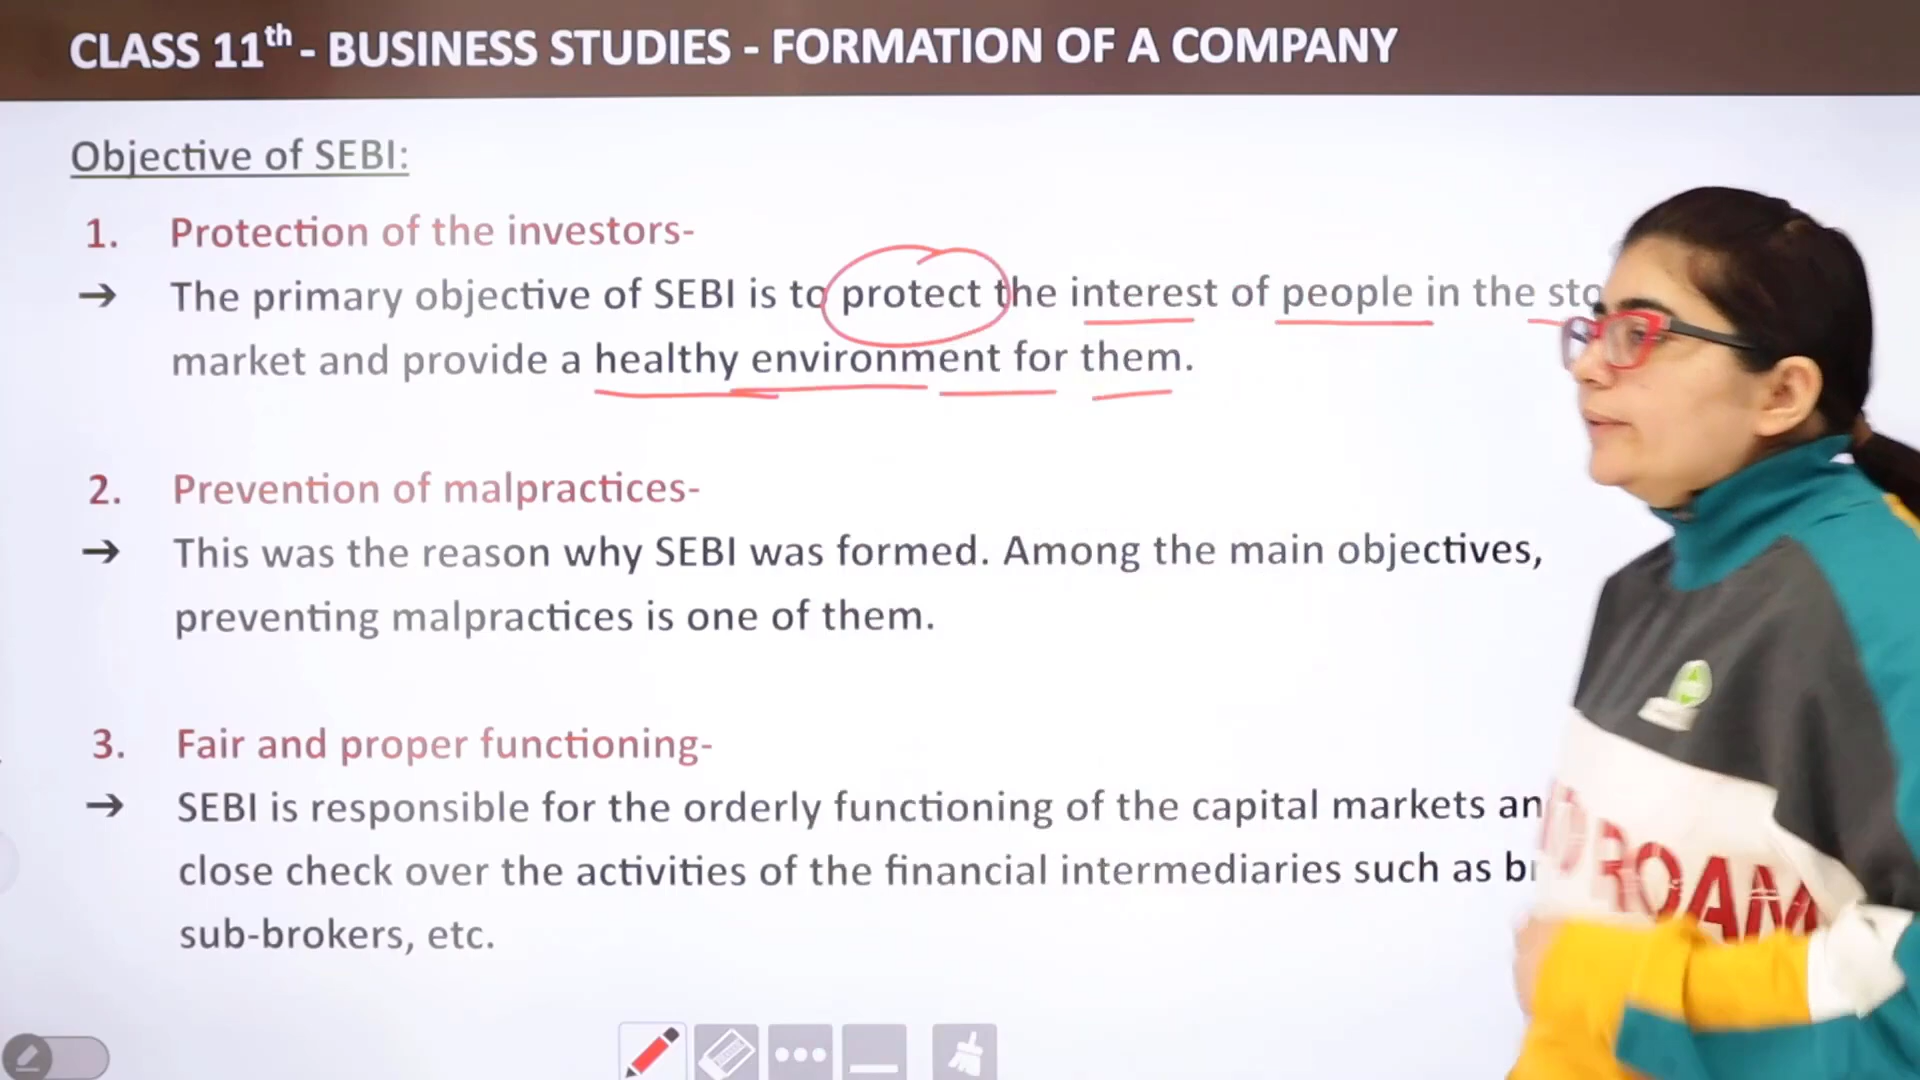 CLASS 11th - BUSINESS STUDIES - FORMATION OF A COMPANY
Objective of SEBI:
1. Protection of the investors-
➔ The primary objective of SEBI is to protect the interest of people in the
market and provide a healthy environment for them.
2. Prevention of malpractices-
➔ This was the reason why SEBI was formed. Among the main objectives,
preventing malpractices is one of them.
3. Fair and proper functioning-
➔ SEBI is responsible for the orderly functioning of the capital markets
close check over the activities of the financial intermediaries such as
sub-brokers, etc.
ROAM